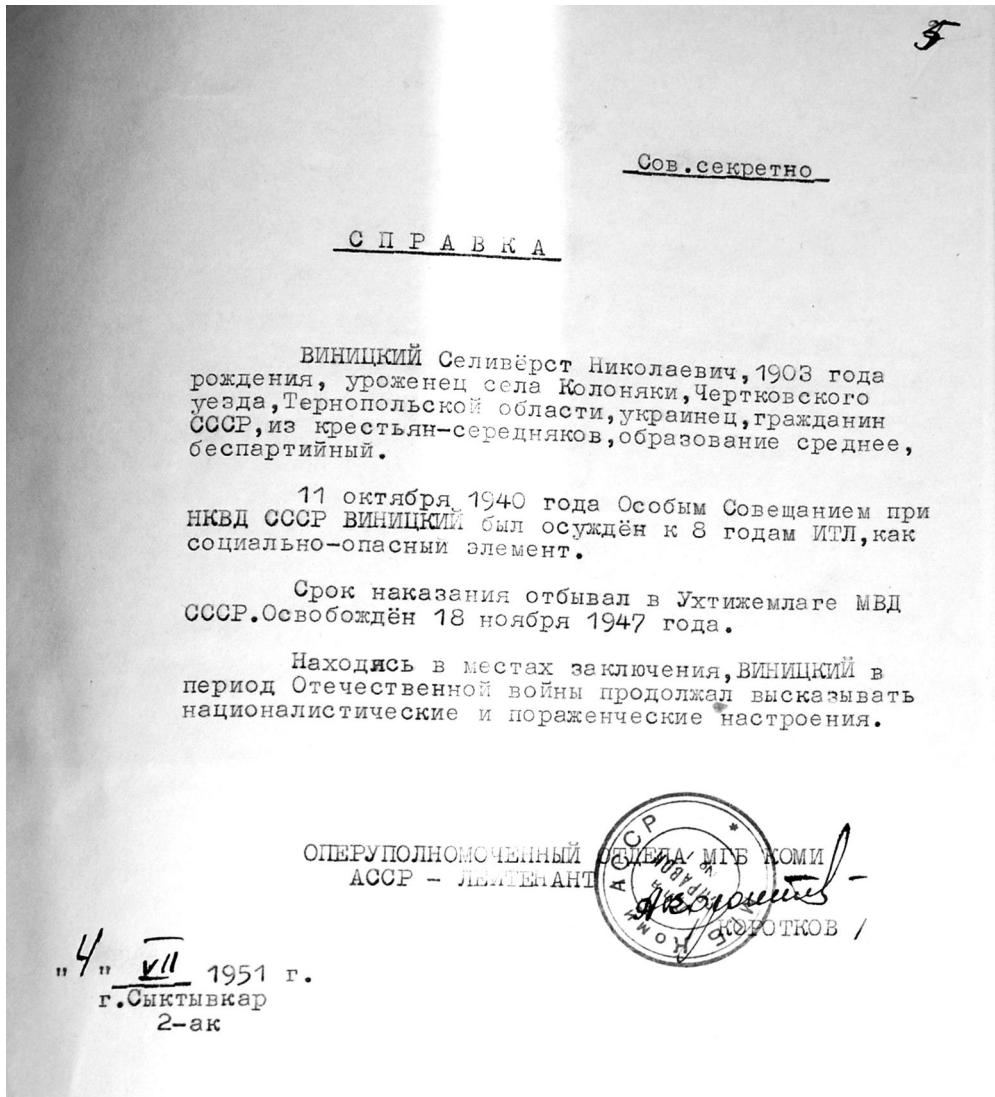 5
Сов.секретно
С П Р А В К А
ВИНИЦКИЙ Селивёрст Николаевич,1903 года
рождения, уроженец села Колоняки,Чертковского
уезда,Тернопольской области,украинец,гражданин
СССР,из крестьян-середняков,образование среднее,
беспартийный.
11 октября 1940 года Особым Совещанием при
НКВД СССР ВИНИЦКИЙ был осуждён к 8 годам ИТЛ,как
социально-опасный элемент.
Срок наказания отбывал в Ухтижемлаге МВД
СССР.Освобождён 18 ноября 1947 года.
Находясь в местах заключения,ВИНИЦКИЙ в
период Отечественной войны продолжал высказывать
националистические и пораженческие настроения.
ОПЕРУПОЛНОМОЧЕННЫЙ ОТДЕЛА МГБ КОМИ
АССР - ЛЕЙТЕНАНТ
/КОРОТКОВ /
МГБ Коми АССР *
"4" VII 1951 г.
г.Сыктывкар
2-ак